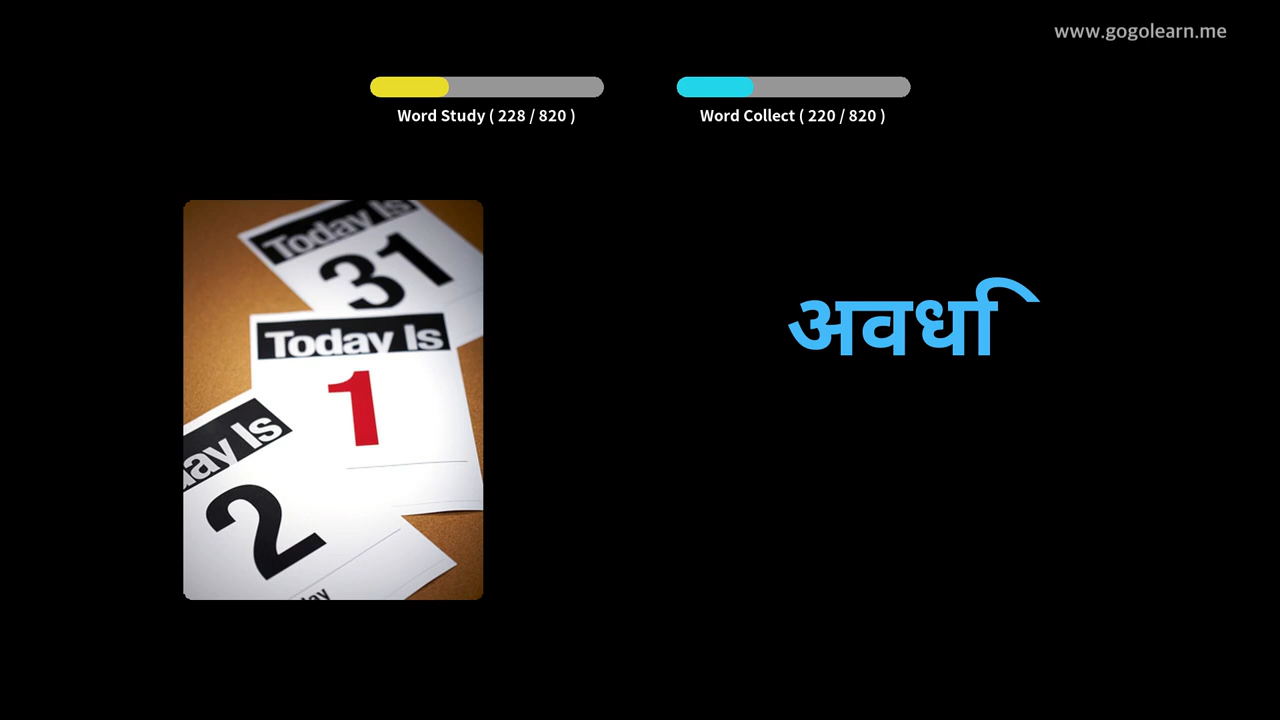 www.gogolearn.me
Word Study ( 228 / 820 )
Word Collect ( 220 / 820 )
Today Is
31
Today Is
1
ay Is
2
अवधि